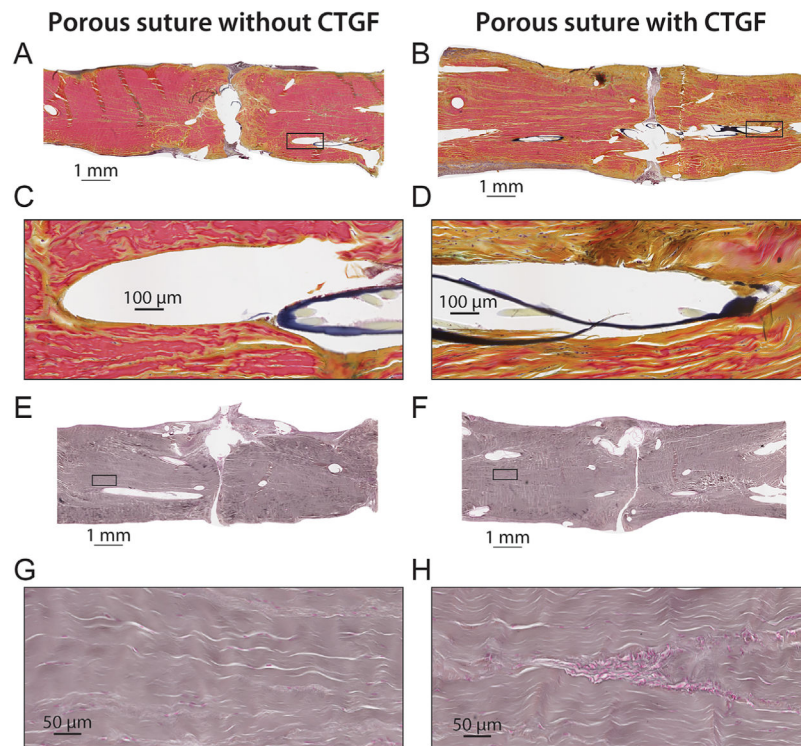 Porous suture without CTGF
Porous suture with CTGF
A
B
1 mm
1 mm
C
D
100 µm
100 µm
E
F
1 mm
1 mm
G
H
50 µm
50 µm